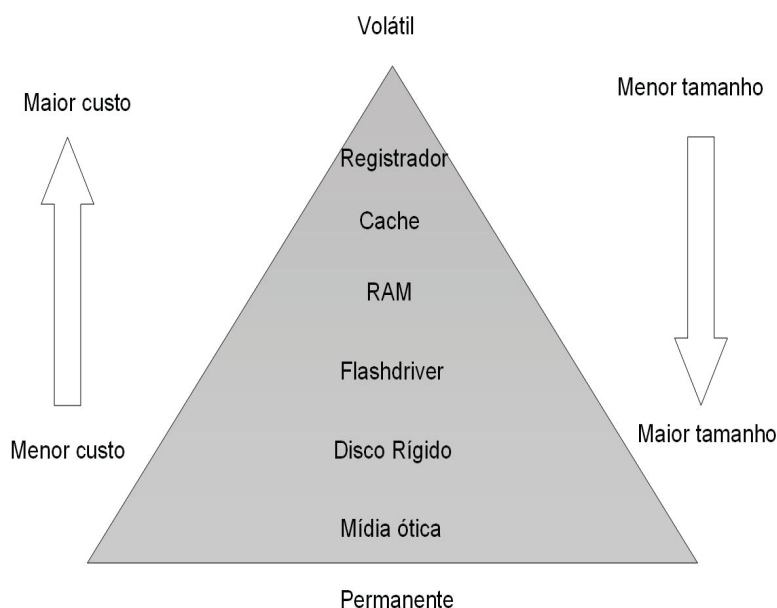 Volátil
Maior custo
Menor tamanho
Registrador
Cache
RAM
Flashdriver
Disco Rígido
Mídia ótica
Menor custo
Maior tamanho
Permanente